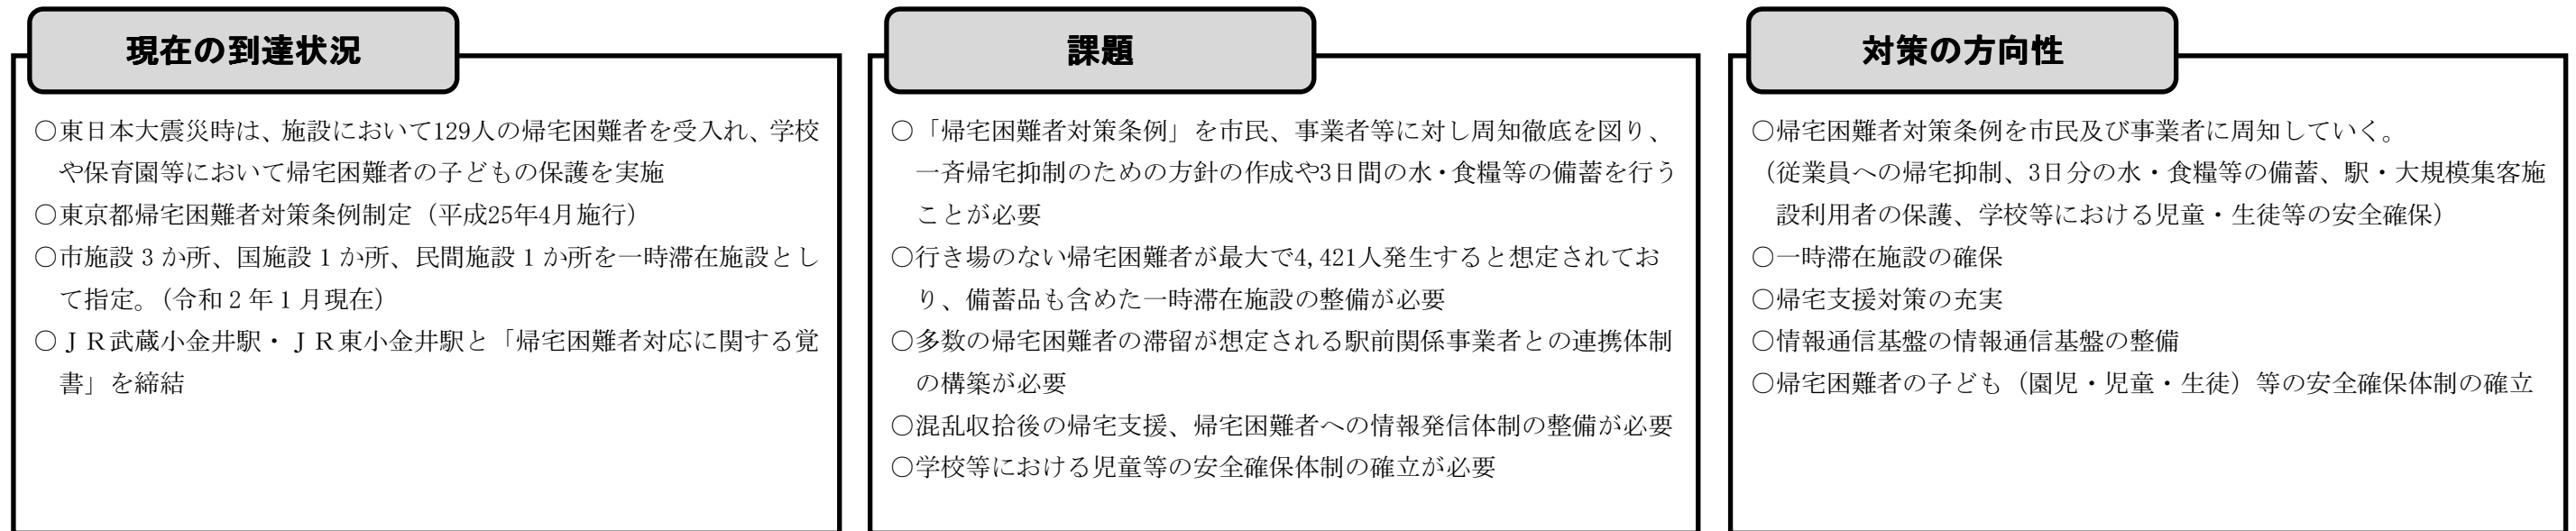 現在の到達状況
○東日本大震災時は、施設において129人の帰宅困難者を受入れ、学校
や保育園等において帰宅困難者の子どもの保護を実施
○東京都帰宅困難者対策条例制定（平成25年4月施行）
○市施設３か所、国施設１か所、民間施設１か所を一時滞在施設とし
て指定。（令和２年１月現在）
○ＪＲ武蔵小金井駅・ＪＲ東小金井駅と「帰宅困難者対応に関する覚
書」を締結
課題
○「帰宅困難者対策条例」を市民、事業者等に対し周知徹底を図り、
一斉帰宅抑制のための方針の作成や3日間の水・食糧等の備蓄を行う
ことが必要
○行き場のない帰宅困難者が最大で4,421人発生すると想定されてお
り、備蓄品も含めた一時滞在施設の整備が必要
○多数の帰宅困難者の滞留が想定される駅前関係事業者との連携体制
の構築が必要
○混乱収拾後の帰宅支援、帰宅困難者への情報発信体制の整備が必要
○学校等における児童等の安全確保体制の確立が必要
対策の方向性
○帰宅困難者対策条例を市民及び事業者に周知していく。
（従業員への帰宅抑制、3日分の水・食糧等の備蓄、駅・大規模集客施
設利用者の保護、学校等における児童・生徒等の安全確保）
○一時滞在施設の確保
○帰宅支援対策の充実
○情報通信基盤の情報通信基盤の整備
○帰宅困難者の子ども（園児・児童・生徒）等の安全確保体制の確立